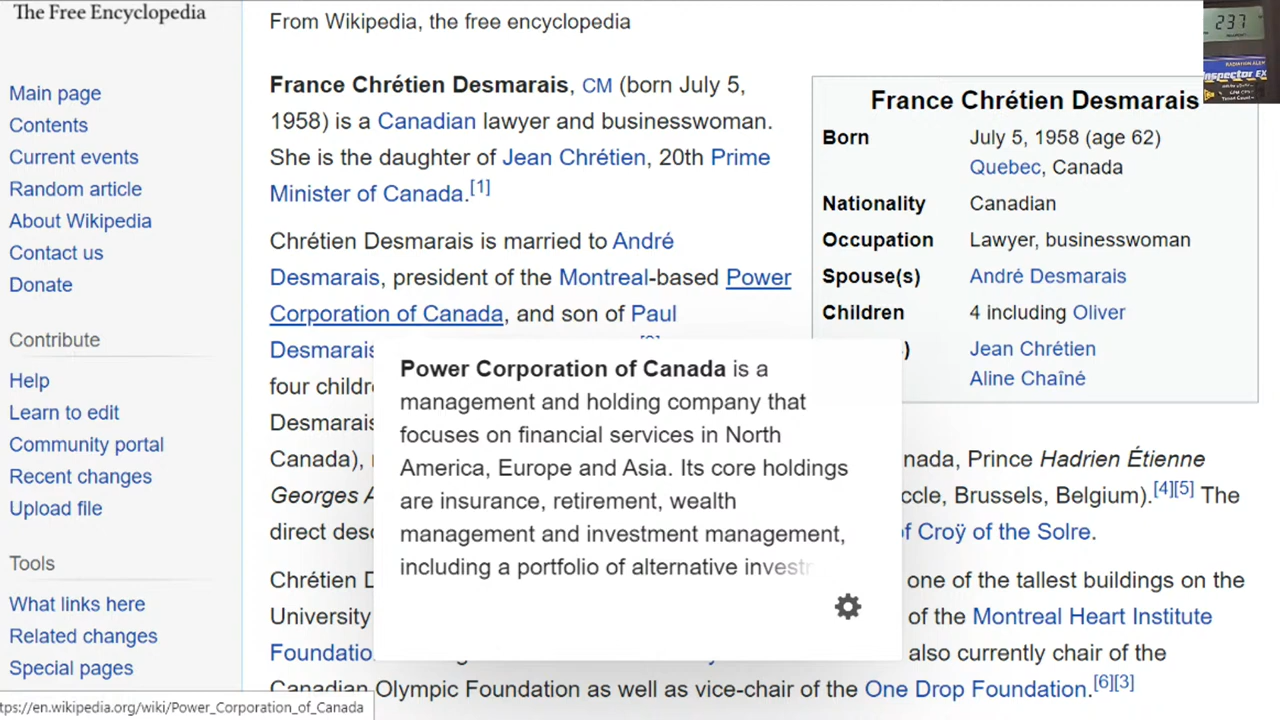 The Free Encyclopedia
Main page
Contents
Current events
Random article
About Wikipedia
Contact us
Donate
Contribute
Help
Learn to edit
Community portal
Recent changes
Upload file
Tools
What links here
Related changes
Special pages
From Wikipedia, the free encyclopedia
France Chrétien Desmarais, CM (born July 5,
1958) is a Canadian lawyer and businesswoman.
She is the daughter of Jean Chrétien, 20th Prime
Minister of Canada.[1]
Chrétien Desmarais is married to André
Desmarais, president of the Montreal-based Power
Corporation of Canada, and son of Paul
Desmarais
four childre
Desmarais
Canada),
Georges A
direct desc
nada, Prince Hadrien Étienne
ccle, Brussels, Belgium).[4][5] The
of Croÿ of the Solre.
Chrétien D
University
Foundatio
one of the tallest buildings on the
of the Montreal Heart Institute
also currently chair of the
Canadian Olympic Foundation as well as vice-chair of the One Drop Foundation.[6][3]
Power Corporation of Canada is a
management and holding company that
focuses on financial services in North
America, Europe and Asia. Its core holdings
are insurance, retirement, wealth
management and investment management,
including a portfolio of alternative investr
France Chrétien Desmarais
Born July 5, 1958 (age 62)
Quebec, Canada
Nationality Canadian
Occupation Lawyer, businesswoman
Spouse(s) André Desmarais
Children 4 including Oliver
) Jean Chrétien
Aline Chaîné
237
RADIATION ALER
Inspector EX
ttps://en.wikipedia.org/wiki/Power_Corporation_of_Canada